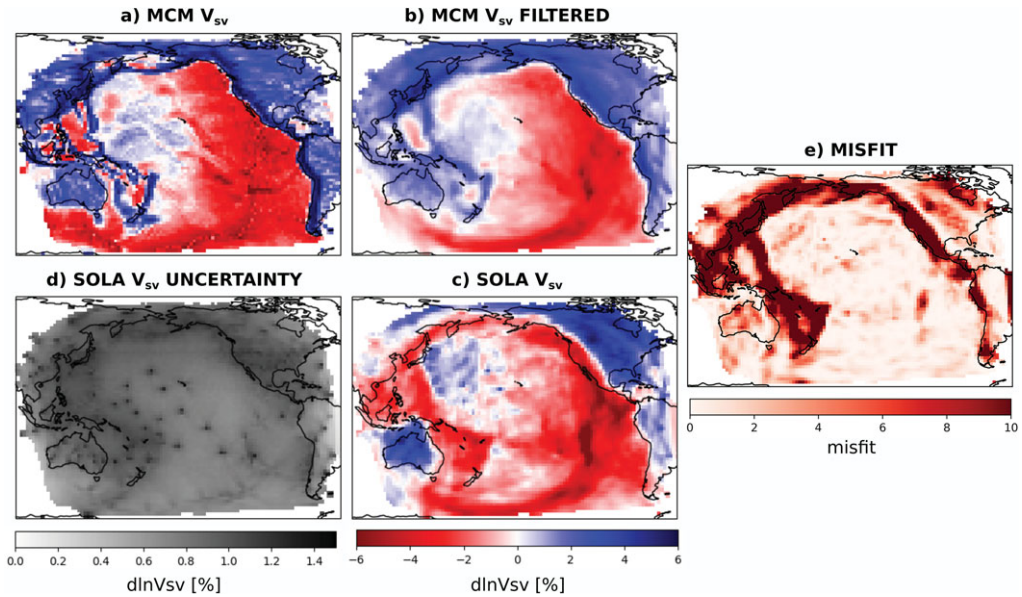 a) MCM Vsv
b) MCM Vsv FILTERED
e) MISFIT
d) SOLA Vsv UNCERTAINTY
c) SOLA Vsv
0 2 4 6 8 10
misfit
0.0 0.2 0.4 0.6 0.8 1.0 1.2 1.4
dlnVsv [%]
−6 −4 −2 0 2 4 6
dlnVsv [%]